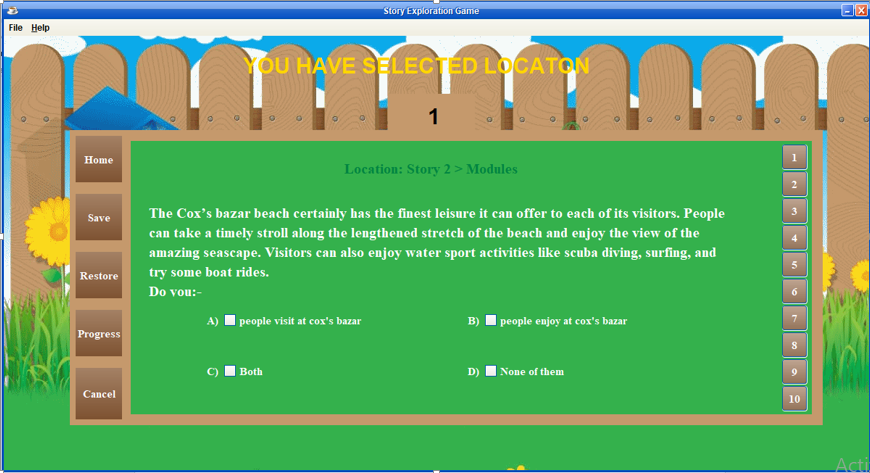 Story Exploration Game
File Help
YOU HAVE SELECTED LOCATON
1
Home
Save
Restore
Progress
Cancel
Location: Story 2 > Modules
The Cox's bazar beach certainly has the finest leisure it can offer to each of its visitors. People
can take a timely stroll along the lengthened stretch of the beach and enjoy the view of the
amazing seascape. Visitors can also enjoy water sport activities like scuba diving, surfing, and
try some boat rides.
Do you:-
A) people visit at cox's bazar
B) people enjoy at cox's bazar
C) Both
D) None of them
1
2
3
4
5
6
7
8
9
10
Acti